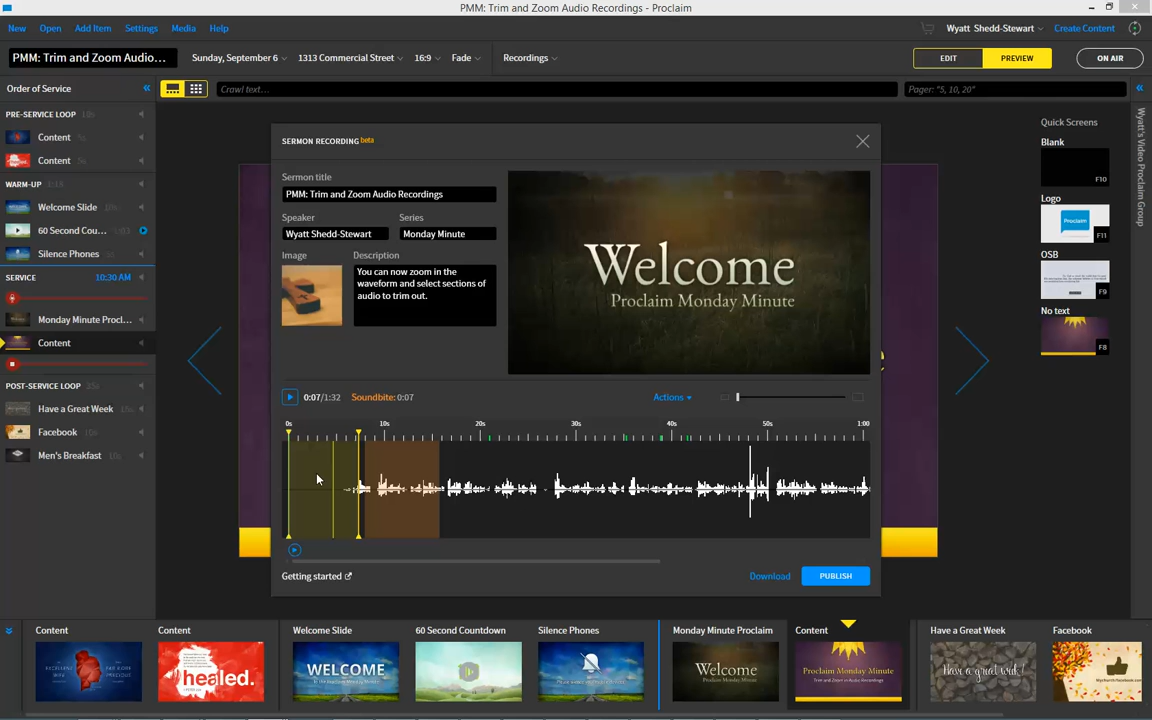 PMM: Trim and Zoom Audio Recordings - Proclaim
New Open Add Item Settings Media Help
Wyatt Shedd-Stewart Create Content
PMM: Trim and Zoom Audio... Sunday, September 6 1313 Commercial Street 16:9 Fade Recordings EDIT PREVIEW ON AIR
Order of Service Crawl text... Pager: "5, 10, 20"
PRE-SERVICE LOOP
Content 5s
Content 5s
WARM-UP
Welcome Slide
60 Second Cou... 1:03
Silence Phones
SERVICE 10:30 AM
Monday Minute Procl...
Content
POST-SERVICE LOOP
Have a Great Week
Facebook
Men's Breakfast
SERMON RECORDING beta
Sermon title
PMM: Trim and Zoom Audio Recordings
Speaker Series
Wyatt Shedd-Stewart Monday Minute
Image Description
You can now zoom in the
waveform and select sections of
audio to trim out.
Welcome
Proclaim Monday Minute
0:07/1:32 Soundbite: 0:07 Actions
0s 10s 20s 30s 40s 50s 1:00
Getting started Download PUBLISH
Quick Screens
Blank
F10
Logo
Proclaim
F11
OSB
F9
No text
F8
Wyatt's Video Proclaim Group
Content Content Welcome Slide 60 Second Countdown Silence Phones Monday Minute Proclaim Content Have a Great Week Facebook
healed.
WELCOME
Welcome
Proclaim Monday Minute
Proclaim Monday Minute
Trim and Zoom Audio Recordings
Have a great week!